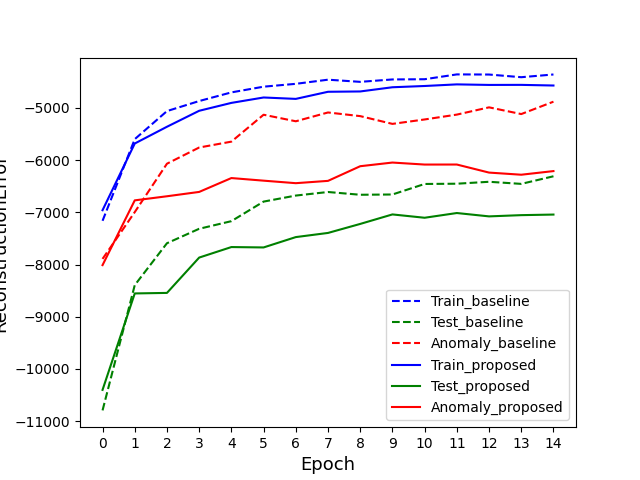 −5000
−6000
−7000
−8000
−9000
−10000
−11000
0 1 2 3 4 5 6 7 8 9 10 11 12 13 14
Epoch
ReconstructionError
Train_baseline
Test_baseline
Anomaly_baseline
Train_proposed
Test_proposed
Anomaly_proposed